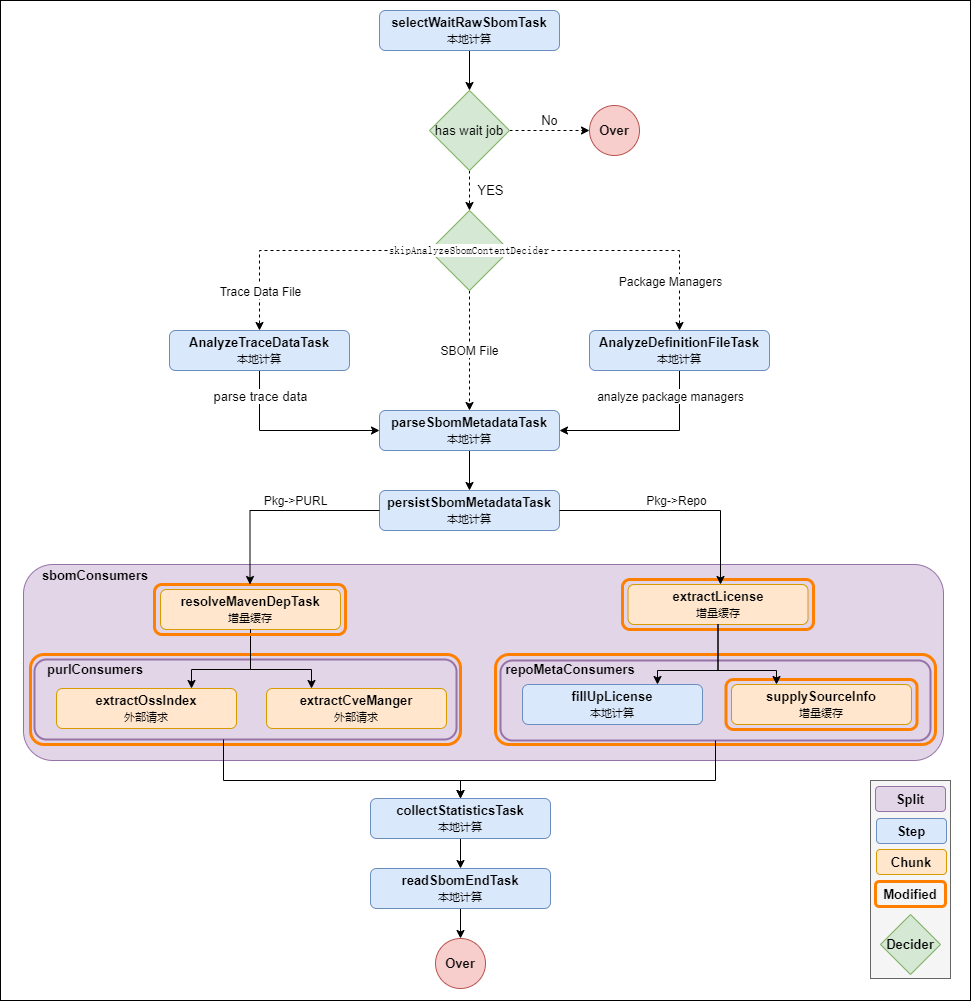 selectWaitRawSbomTask
本地计算
has wait job
No
Over
YES
skipAnalyzeSbomContentDecider
Trace Data File
Package Managers
AnalyzeTraceDataTask
本地计算
SBOM File
AnalyzeDefinitionFileTask
本地计算
parse trace data
analyze package managers
parseSbomMetadataTask
本地计算
Pkg->PURL
persistSbomMetadataTask
本地计算
Pkg->Repo
sbomConsumers
resolveMavenDepTask
增量缓存
extractLicense
增量缓存
purlConsumers
extractOssIndex
外部请求
extractCveManger
外部请求
repoMetaConsumers
fillUpLicense
本地计算
supplySourceInfo
增量缓存
collectStatisticsTask
本地计算
readSbomEndTask
本地计算
Over
Split
Step
Chunk
Modified
Decider